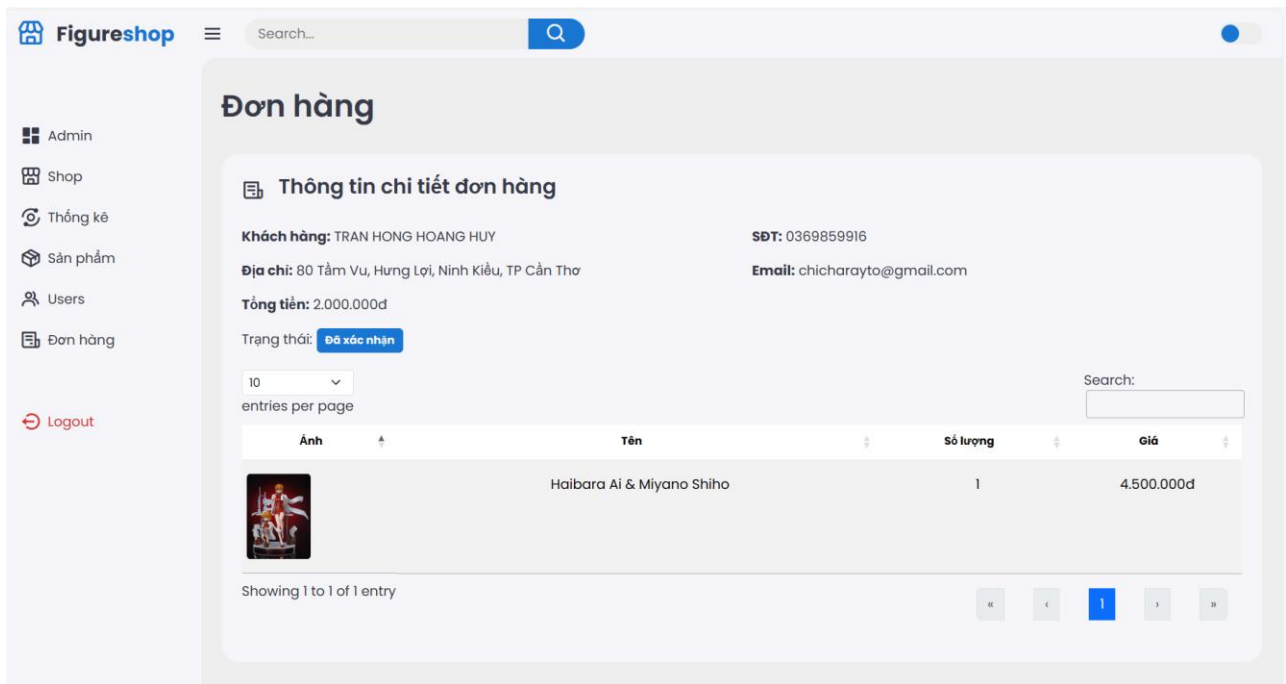 Figureshop
Search...
Đơn hàng
Admin
Shop
Thống kê
Sản phẩm
Users
Đơn hàng
Logout
Thông tin chi tiết đơn hàng
Khách hàng: TRAN HONG HOANG HUY
SĐT: 0369859916
Địa chỉ: 80 Tầm Vu, Hưng Lợi, Ninh Kiều, TP Cần Thơ
Email: chicharayto@gmail.com
Tổng tiền: 2.000.000đ
Trạng thái: Đã xác nhận
10
entries per page
Search:
Ảnh Tên Số lượng Giá
Haibara Ai & Miyano Shiho 1 4.500.000đ
Showing 1 to 1 of 1 entry
« ‹ 1 › »